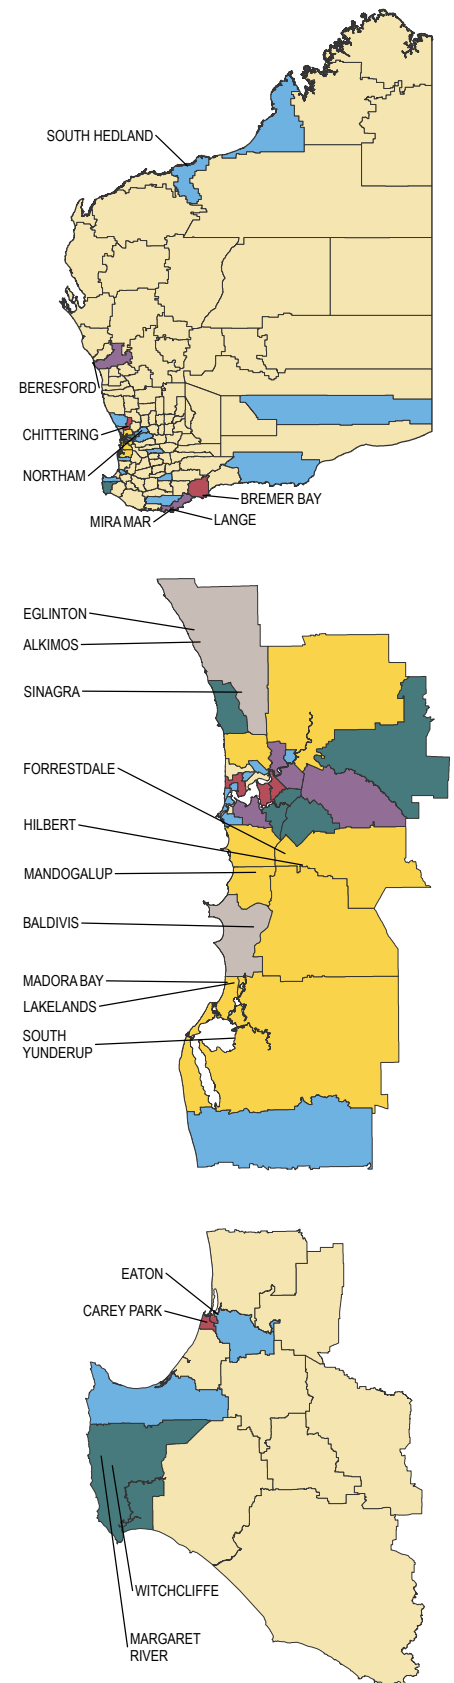 SOUTH HEDLAND
BERESFORD
CHITTERING
NORTHAM
BREMER BAY
MIRA MAR
LANGE
EGLINTON
ALKIMOS
SINAGRA
FORRESTDALE
HILBERT
MANDOGALUP
BALDIVIS
MADORA BAY
LAKELANDS
SOUTH
YUNDERUP
EATON
CAREY PARK
WITCHCLIFFE
MARGARET
RIVER